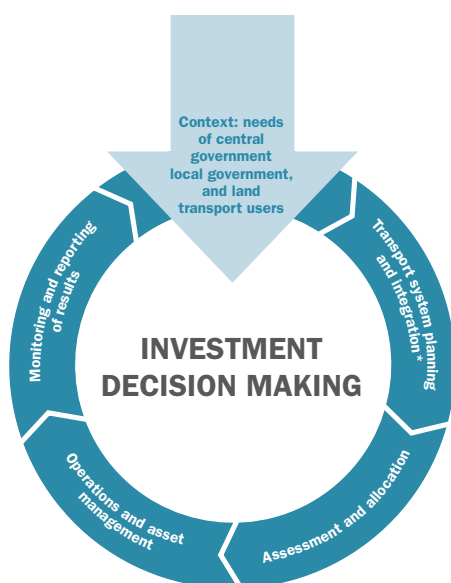 Context: needs
of central
government
local government,
and land
transport users
Transport system planning
and integration*
Assessment and allocation
Operations and asset
management
Monitoring and reporting
of results
INVESTMENT
DECISION MAKING